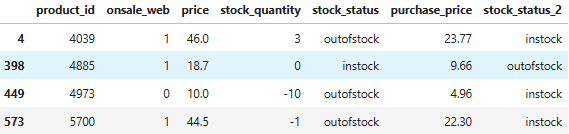 product_id onsale_web price stock_quantity stock_status purchase_price stock_status_2
4 4039 1 46.0 3 outofstock 23.77 instock
398 4885 1 18.7 0 instock 9.66 outofstock
449 4973 0 10.0 -10 outofstock 4.96 instock
573 5700 1 44.5 -1 outofstock 22.30 instock